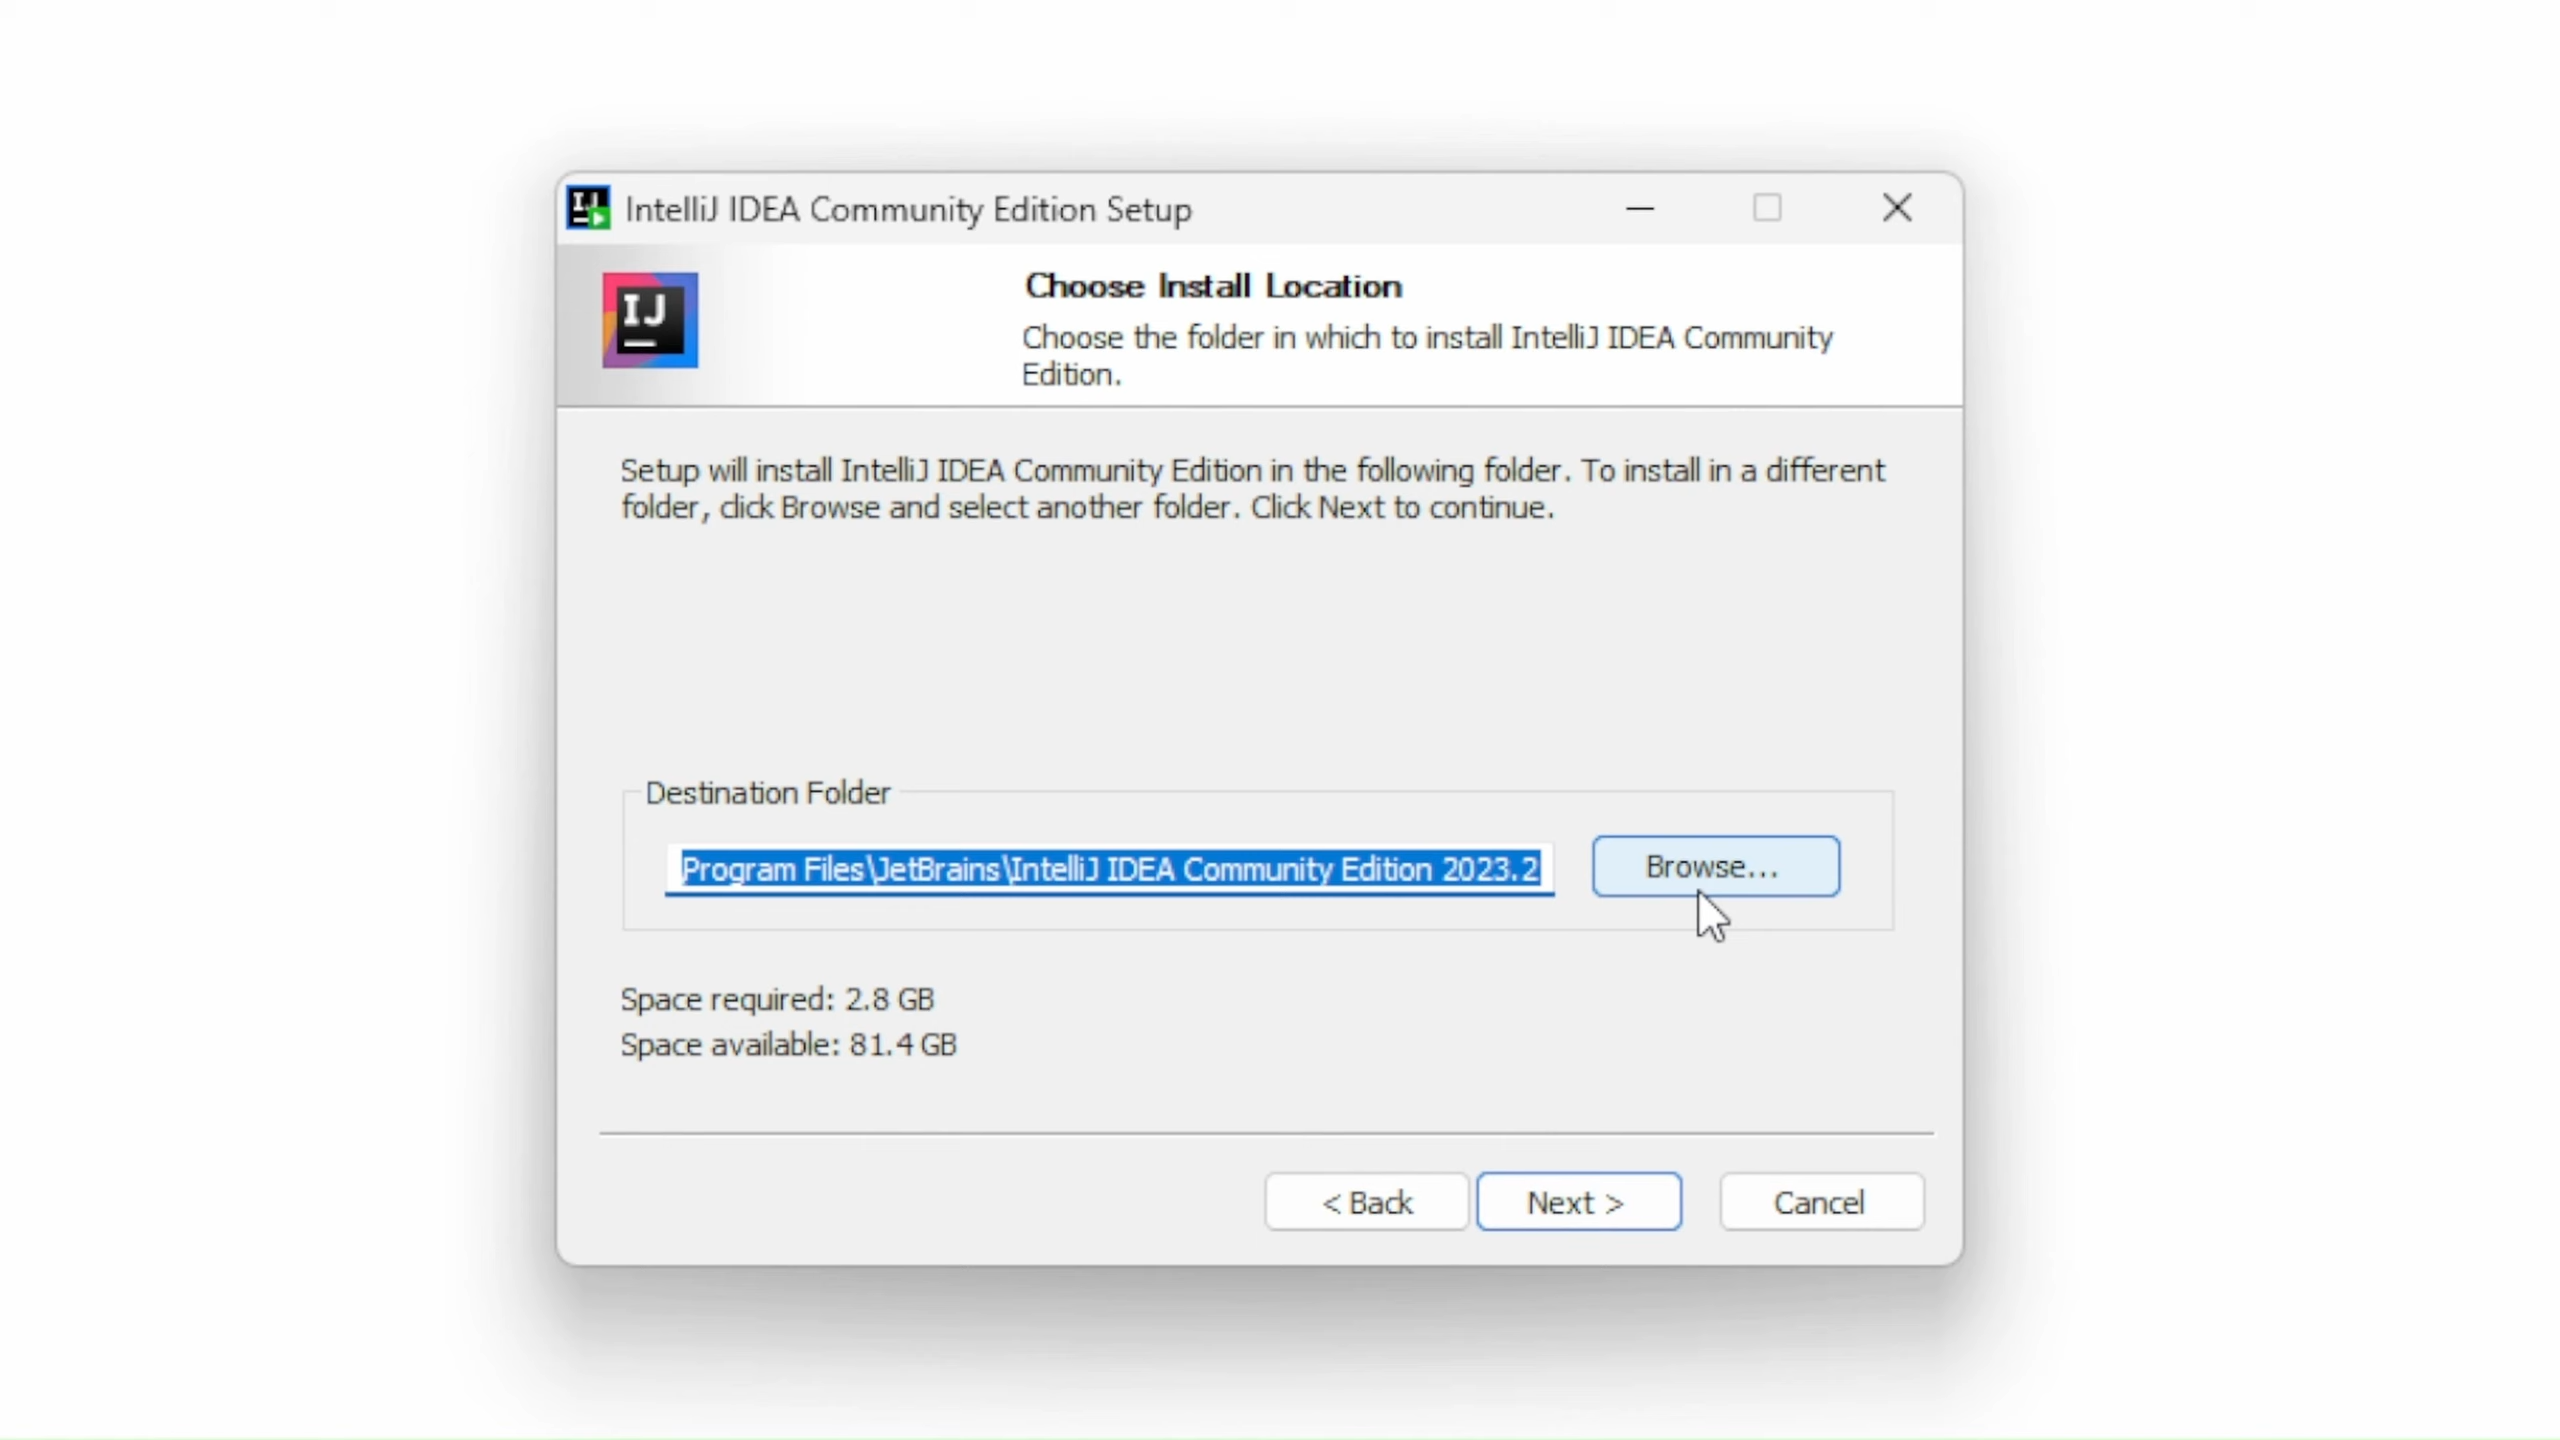 IntelliJ IDEA Community Edition Setup
IJ
Choose Install Location
Choose the folder in which to install IntelliJ IDEA Community
Edition.
Setup will install IntelliJ IDEA Community Edition in the following folder. To install in a different
folder, click Browse and select another folder. Click Next to continue.
Destination Folder
Program Files\JetBrains\IntelliJ IDEA Community Edition 2023.2
Browse...
Space required: 2.8 GB
Space available: 81.4 GB
< Back
Next >
Cancel